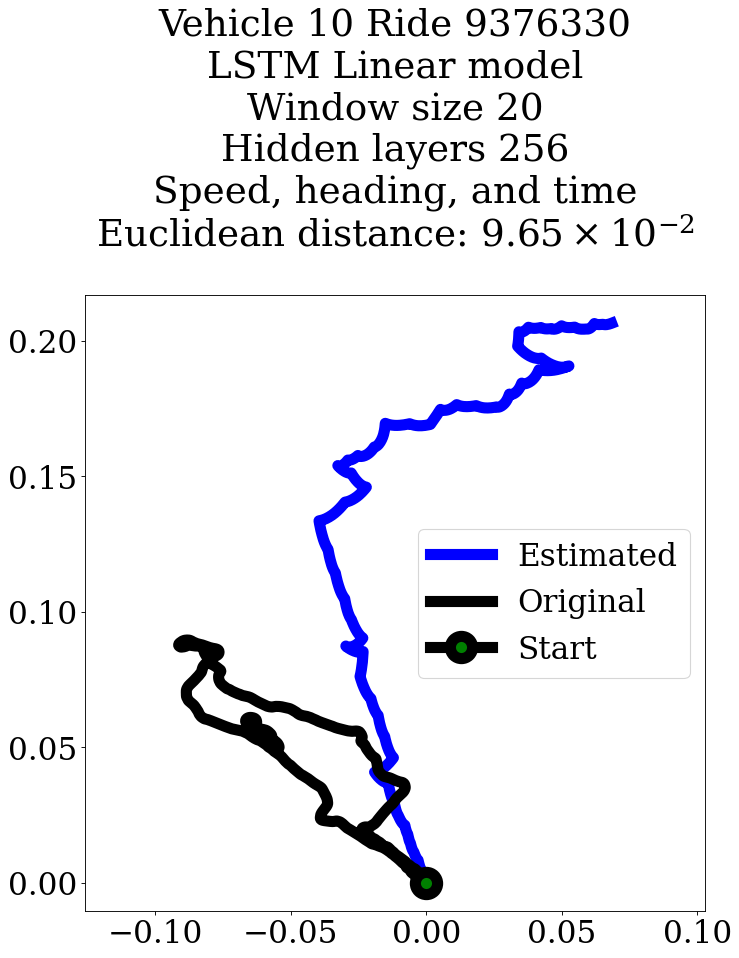 Vehicle 10 Ride 9376330
LSTM Linear model
Window size 20
Hidden layers 256
Speed, heading, and time
Euclidean distance: 9.65 × 10⁻²
0.20
0.15
0.10
0.05
0.00
Estimated
Original
Start
−0.10 −0.05 0.00 0.05 0.10